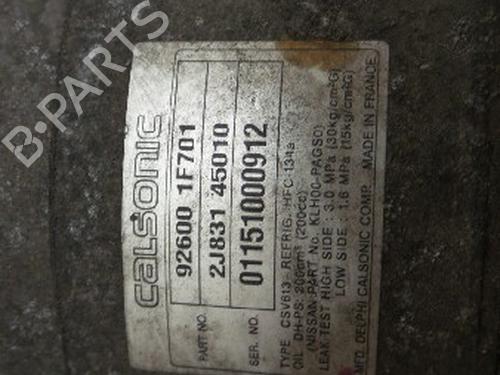 CALSONIC
92600 1F701
PART NO. 2J831 45010
SER. NO. 01151000912
TYPE CSV613 - REFRIG. HFC-134a
OIL DH-PS: 200cm³ (200cc)
(NISSAN PART No. KLH00-PAGS0)
LEAK TEST HIGH SIDE : 3.0 MPa (30kg/cm²G)
LOW SIDE : 1.6 MPa (15kg/cm²G)
MFD. DELPHI CALSONIC COMP. MADE IN FRANCE
B-PARTS